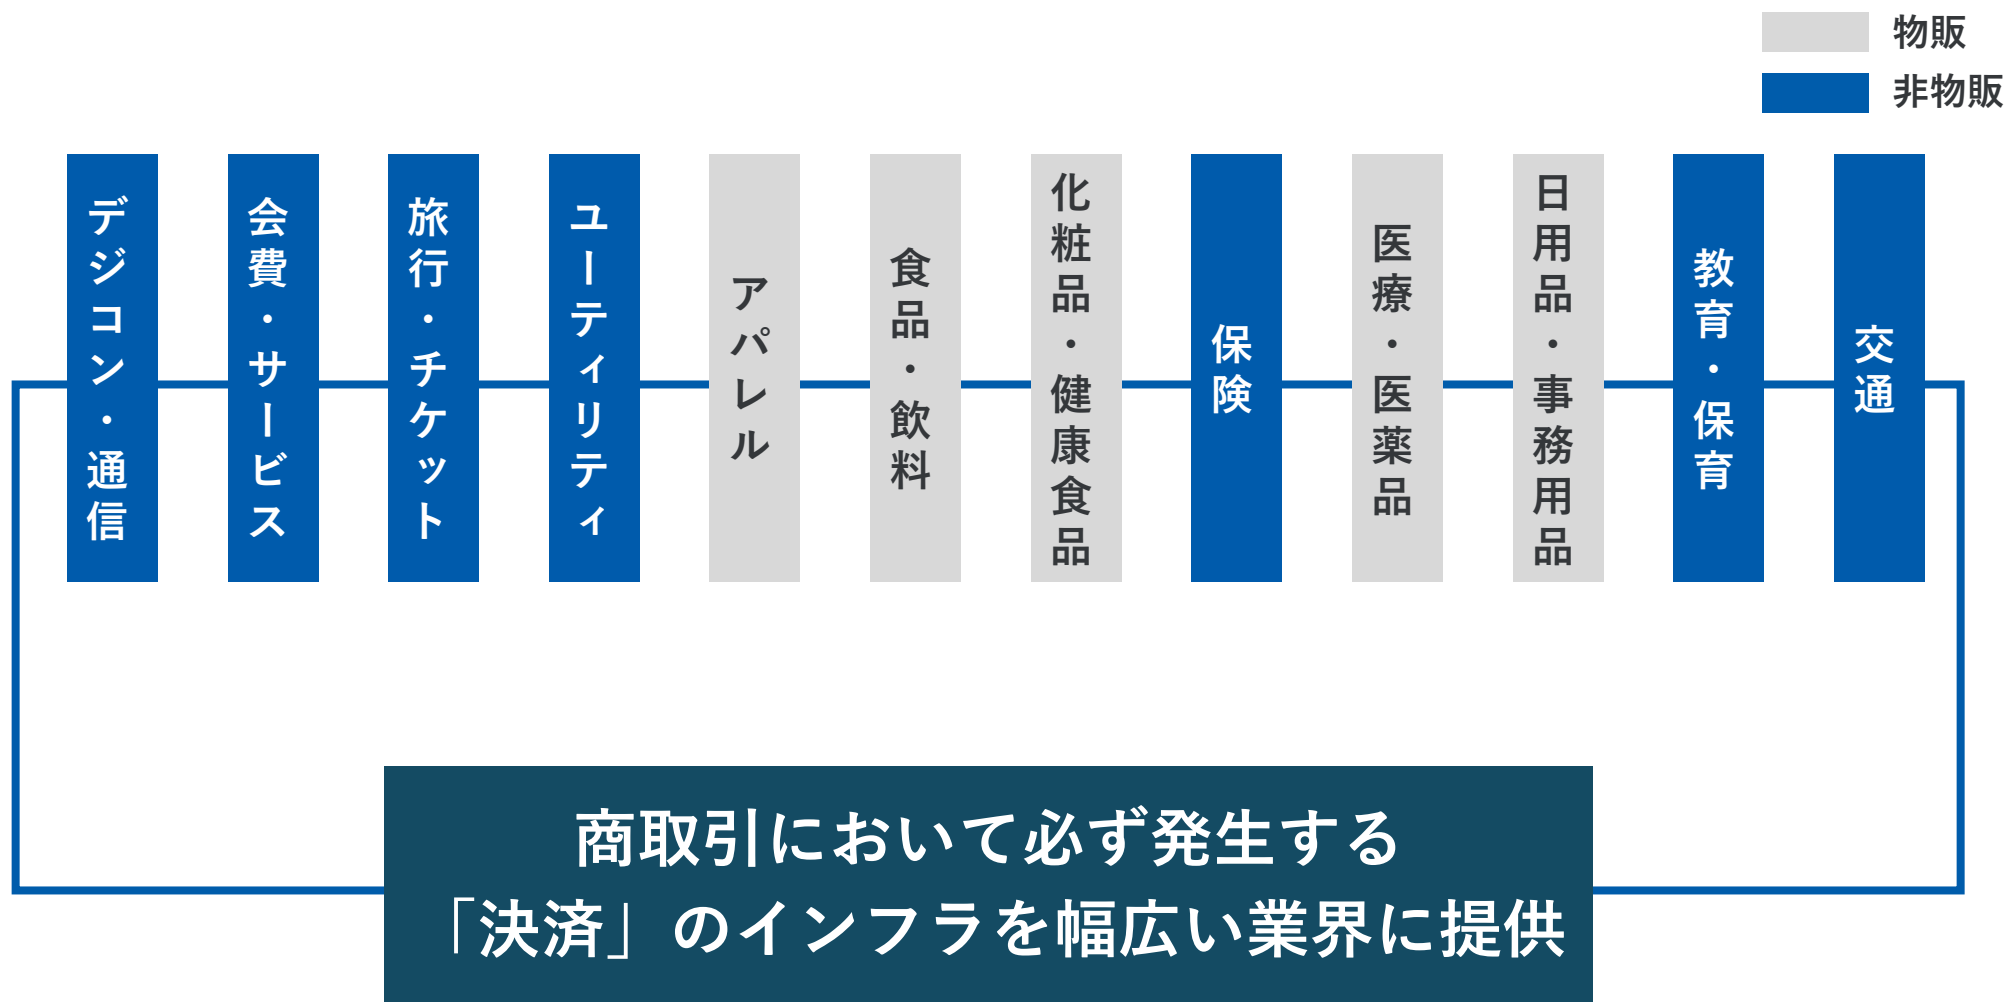 物販
非物販
デジコン・通信
会費・サービス
旅行・チケット
ユーティリティ
アパレル
食品・飲料
化粧品・健康食品
保険
医療・医薬品
日用品・事務用品
教育・保育
交通
商取引において必ず発生する
「決済」のインフラを幅広い業界に提供